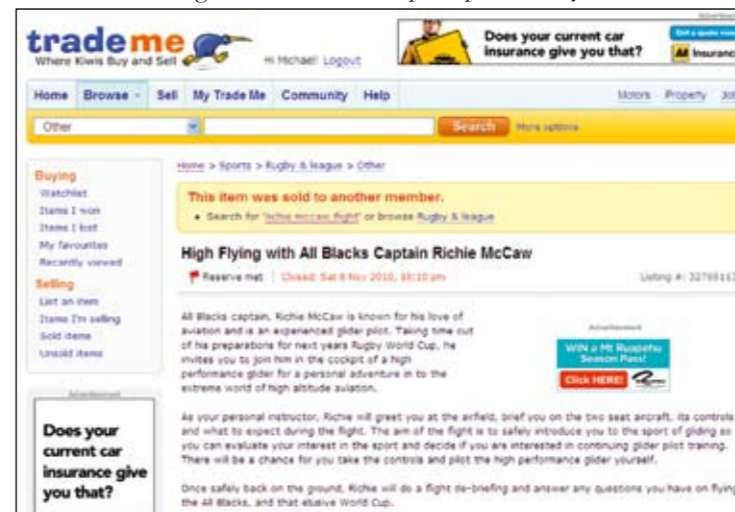 trademe
Where Kiwis Buy and Sell
Hi Michael! Logout
Advertisement
Does your current car
insurance give you that?
AA Insurance
Home Browse Sell My Trade Me Community Help
Motors Property
Other
Search
More options
Buying
Watchlist
Items I won
Items I lost
My favourites
Recently viewed
Selling
List an item
Items I'm selling
Sold items
Unsold items
Advertisement
Does your
current car
insurance give
you that?
Home > Sports > Rugby & league > Other
This item was sold to another member.
• Search for 'richie mccaw flight' or browse Rugby & league
High Flying with All Blacks Captain Richie McCaw
Reserve met Closed: Sat 6 Nov 2010,
Listing #:
All Blacks captain, Richie McCaw is known for his love of
aviation and is an experienced glider pilot. Taking time out
of his preparations for next years Rugby World Cup, he
invites you to join him in the cockpit of a high
performance glider for a personal adventure in to the
extreme world of high altitude aviation.
Advertisement
WIN a Mt Ruapehu
Season Pass!
Click HERE!
As your personal instructor, Richie will greet you at the airfield, brief you on the two seat aircraft, its controls
and what to expect during the flight. The aim of the flight is to safely introduce you to the sport of gliding so
you can evaluate your interest in the sport and decide if you are interested in continuing glider pilot training.
There will be a chance for you take the controls and pilot the high performance glider yourself.
Once safely back on the ground, Richie will do a flight de-briefing and answer any questions you have on flying
the All Blacks, and that elusive World Cup.